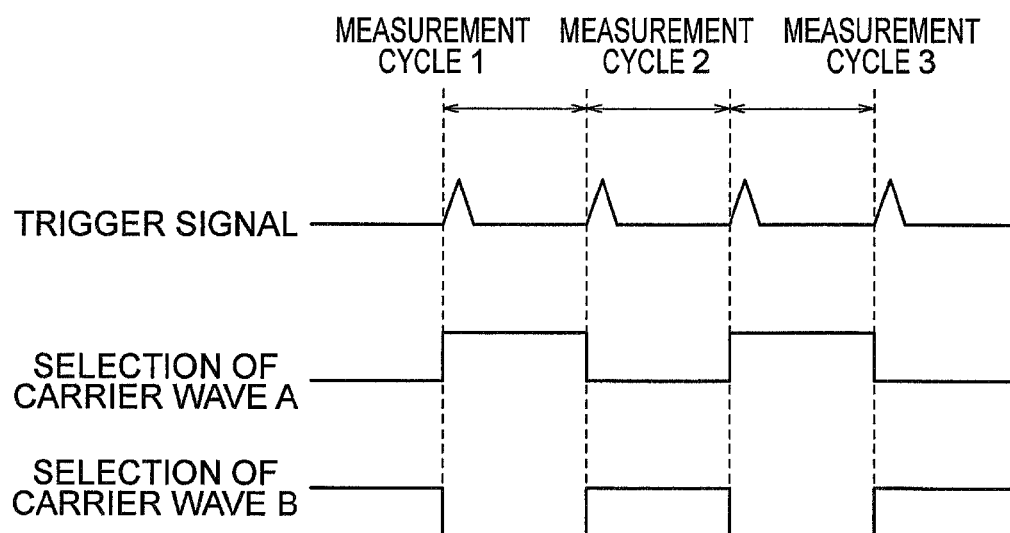 MEASUREMENT
CYCLE 1
MEASUREMENT
CYCLE 2
MEASUREMENT
CYCLE 3
TRIGGER SIGNAL
SELECTION OF
CARRIER WAVE A
SELECTION OF
CARRIER WAVE B